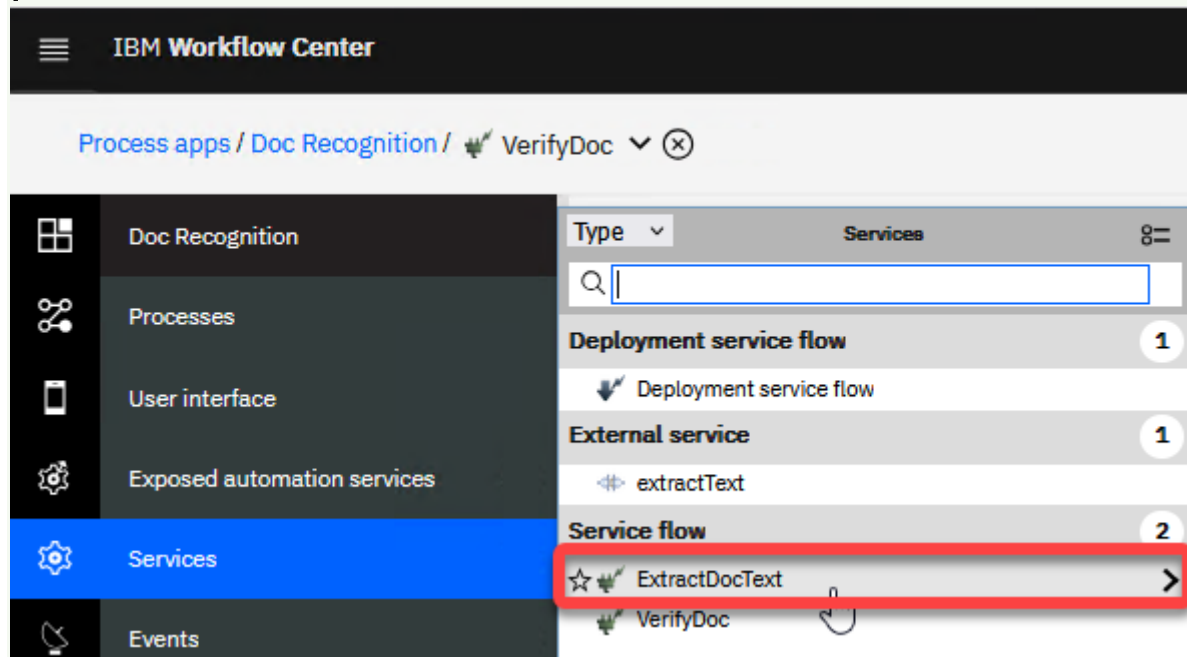 IBM Workflow Center
Process apps / Doc Recognition / VerifyDoc
Doc Recognition
Processes
User interface
Exposed automation services
Services
Events
Type Services
Deployment service flow 1
Deployment service flow
External service 1
extractText
Service flow 2
ExtractDocText
VerifyDoc